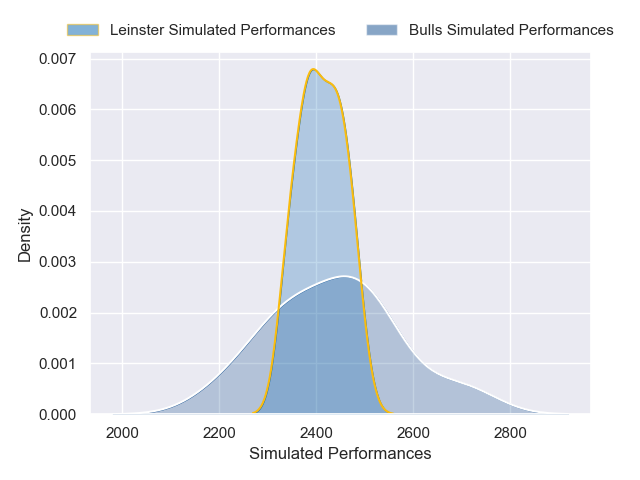 Leinster Simulated Performances
Bulls Simulated Performances
0.007
0.006
0.005
0.004
0.003
0.002
0.001
0.000
Density
2000 2200 2400 2600 2800
Simulated Performances